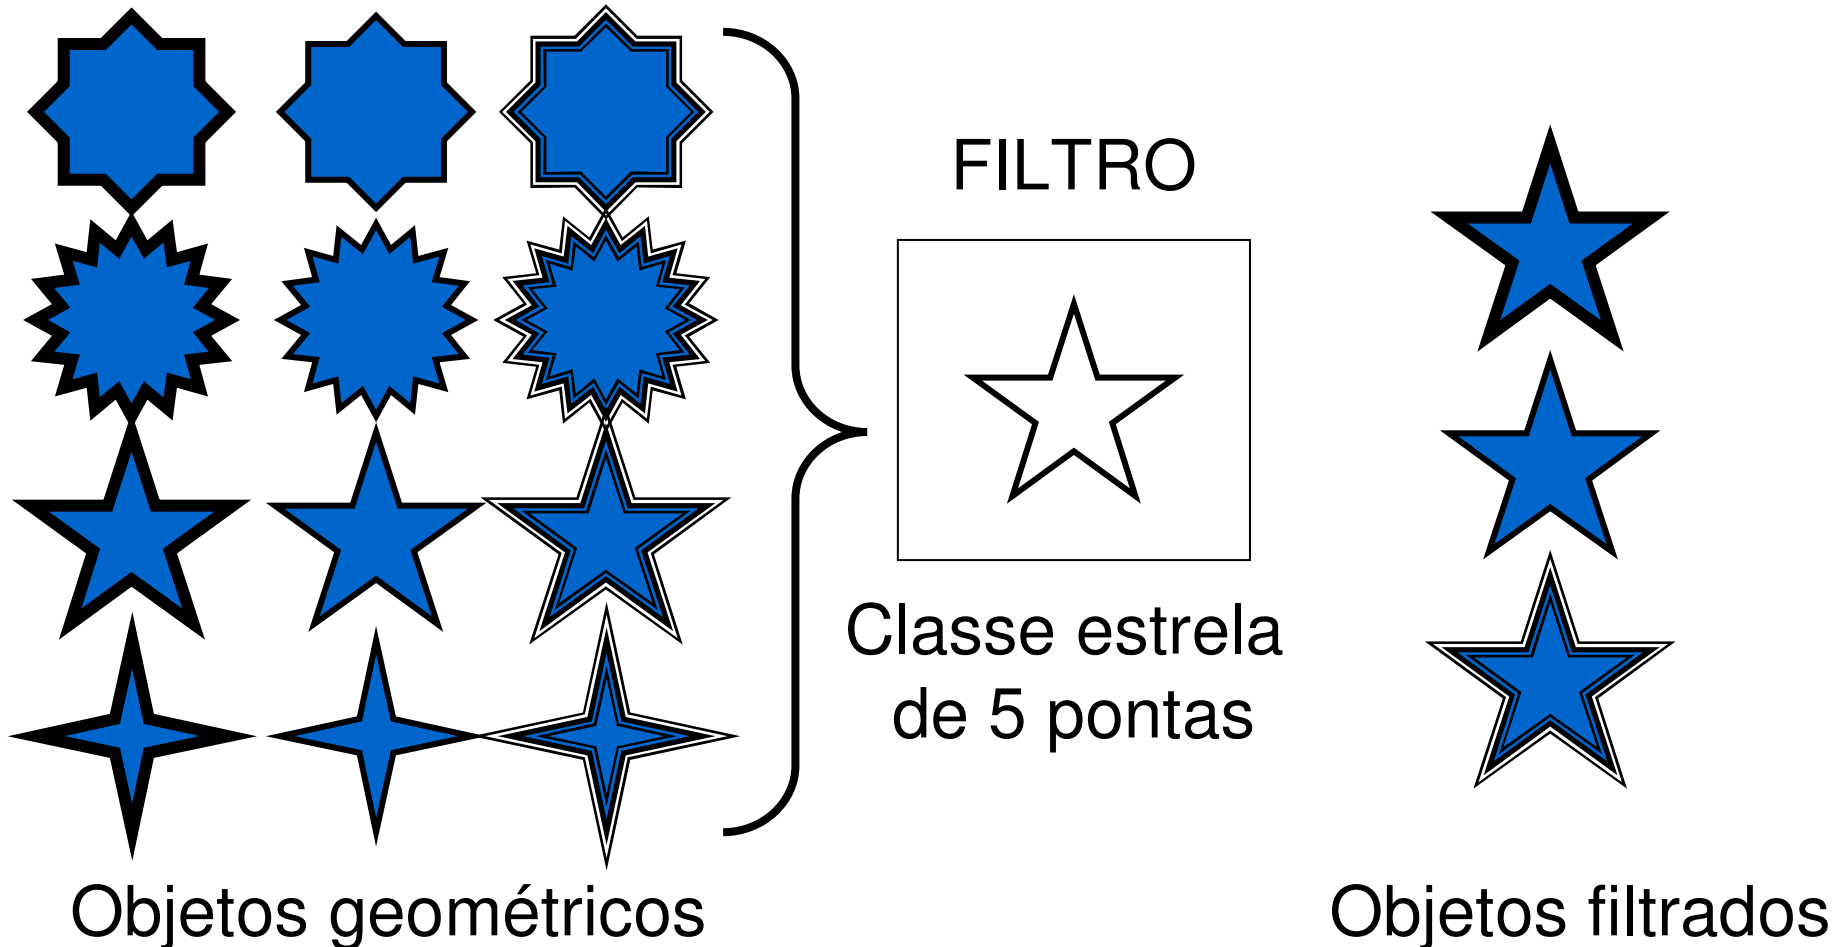 FILTRO
Classe estrela
de 5 pontas
Objetos geométricos
Objetos filtrados